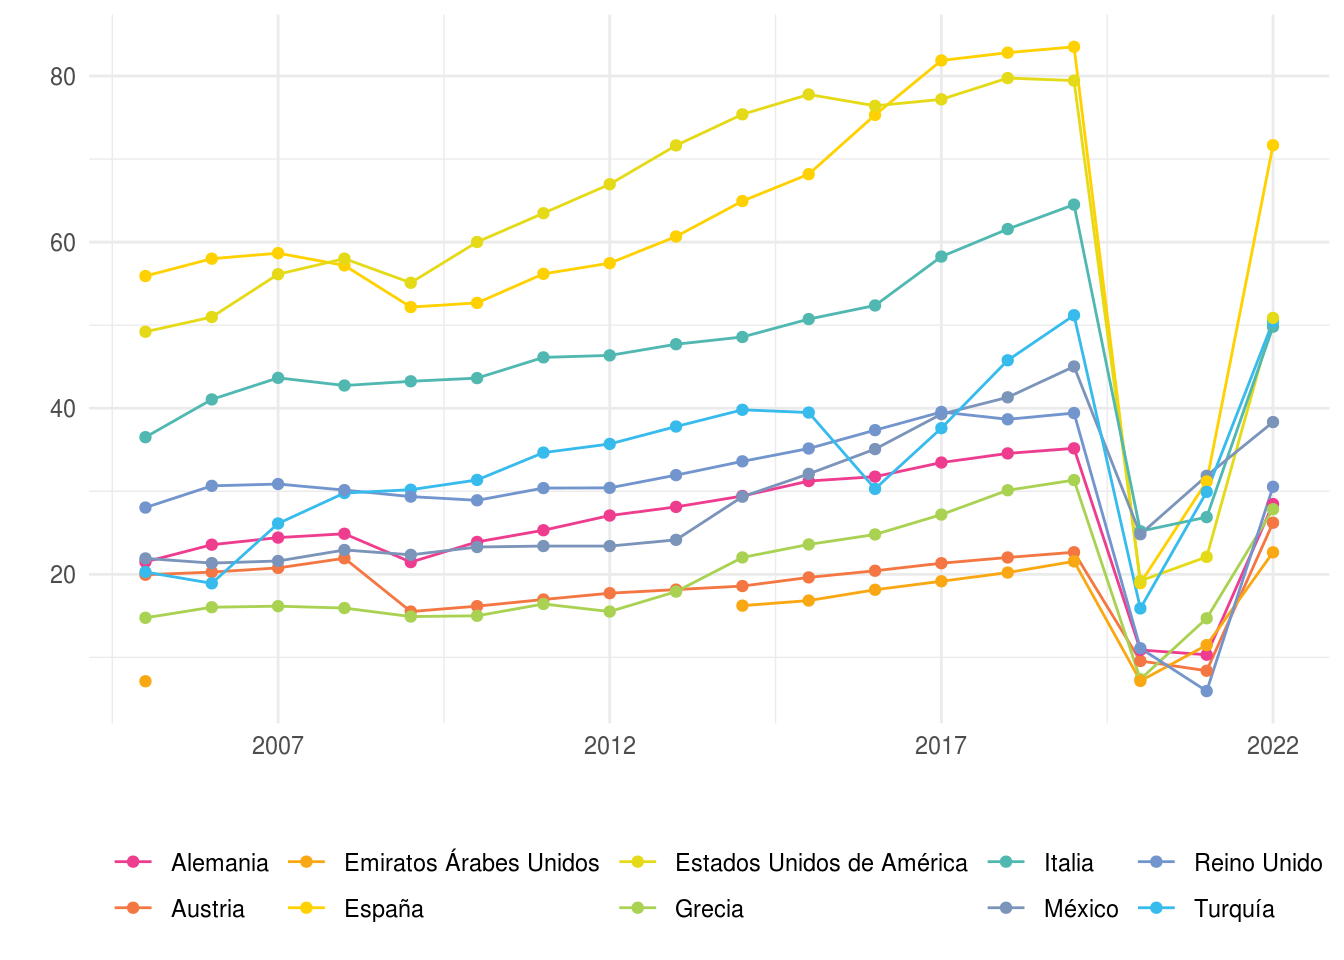 80
60
40
20
2007 2012 2017 2022
Alemania Emiratos Árabes Unidos Estados Unidos de América Italia Reino Unido
Austria España Grecia México Turquía